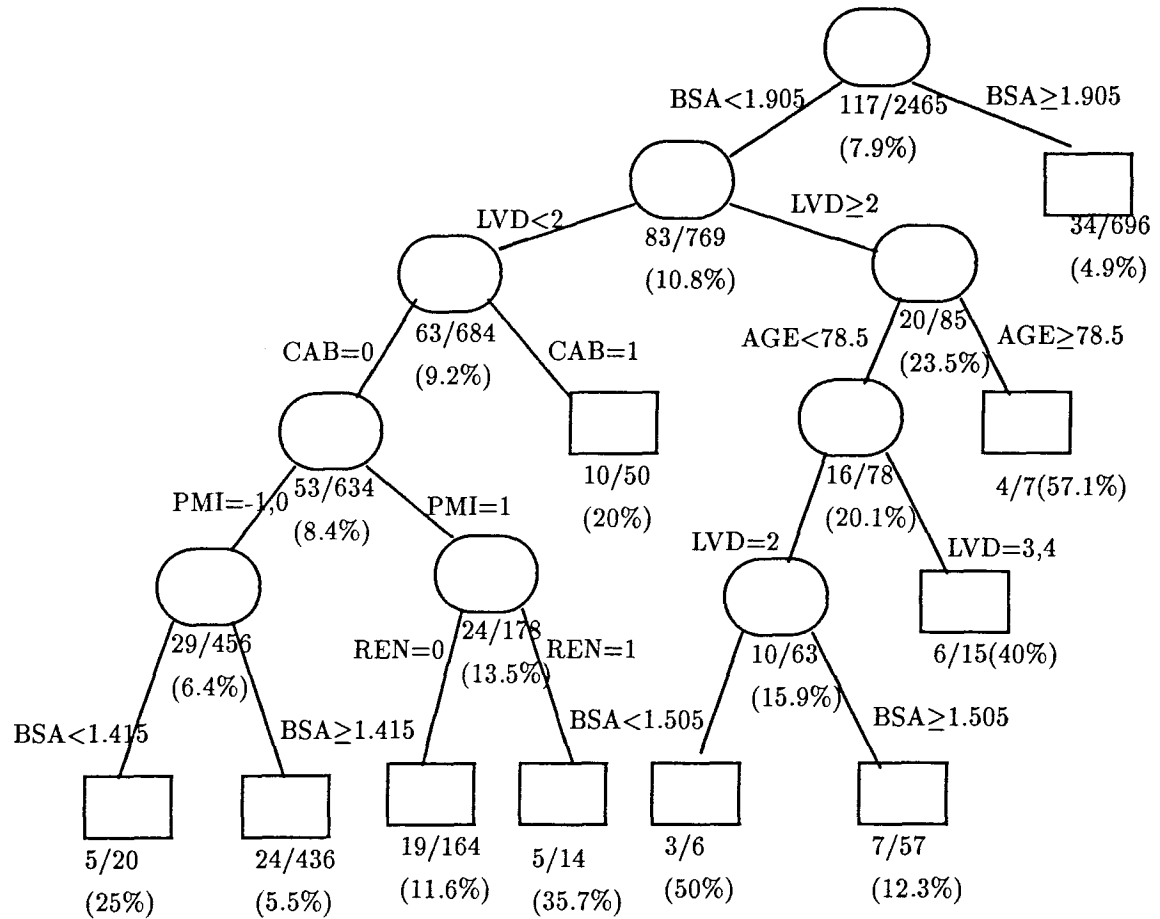 BSA<1.905
BSA≥1.905
117/2465
(7.9%)
LVD<2
LVD≥2
83/769
(10.8%)
34/696
(4.9%)
CAB=0
63/684
(9.2%)
CAB=1
AGE<78.5
20/85
(23.5%)
AGE≥78.5
PMI=-1,0
53/634
(8.4%)
PMI=1
10/50
(20%)
LVD=2
16/78
(20.1%)
LVD=3,4
4/7(57.1%)
BSA<1.415
29/456
(6.4%)
BSA≥1.415
REN=0
24/178
(13.5%)
REN=1
BSA<1.505
10/63
(15.9%)
BSA≥1.505
6/15(40%)
5/20
(25%)
24/436
(5.5%)
19/164
(11.6%)
5/14
(35.7%)
3/6
(50%)
7/57
(12.3%)